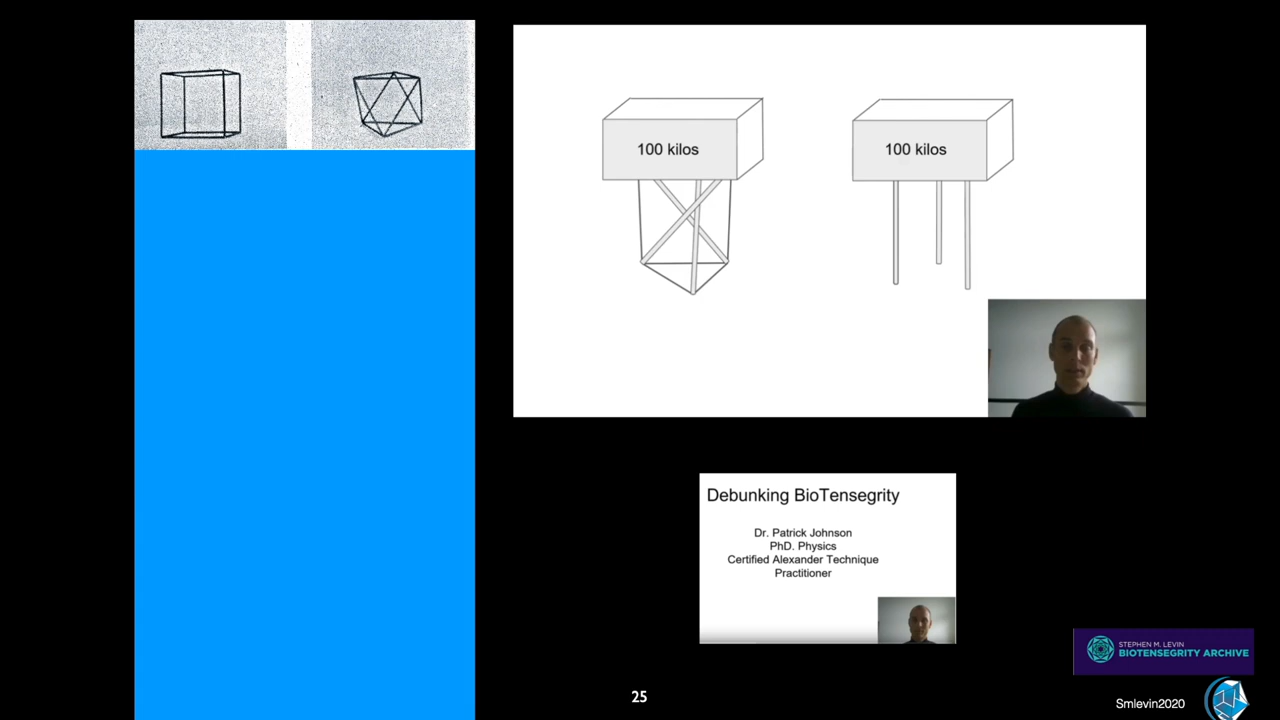 100 kilos
100 kilos
Debunking BioTensegrity
Dr. Patrick Johnson
PhD. Physics
Certified Alexander Technique
Practitioner
STEPHEN M. LEVIN
BIOTENSEGRITY ARCHIVE
25
Smlevin2020